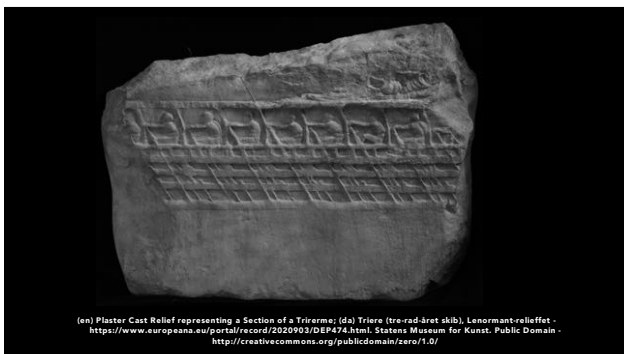 (en) Plaster Cast Relief representing a Section of a Trirerme; (da) Triere (tre-rad-året skib), Lenormant-relieffet -
https://www.europeana.eu/portal/record/2020903/DEP474.html. Statens Museum for Kunst. Public Domain -
http://creativecommons.org/publicdomain/zero/1.0/